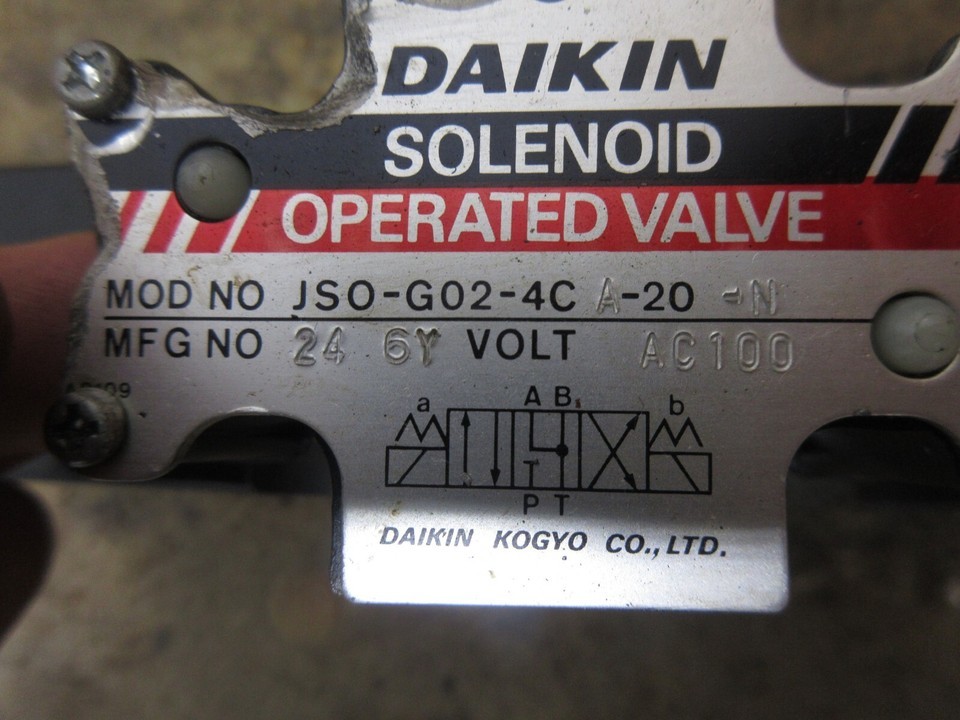 DAIKIN
SOLENOID
OPERATED VALVE
MOD NO JSO-G02-4C A-20 -N
MFG NO 24 6Y VOLT AC100
a A B b
T
P T
DAIKIN KOGYO CO., LTD.